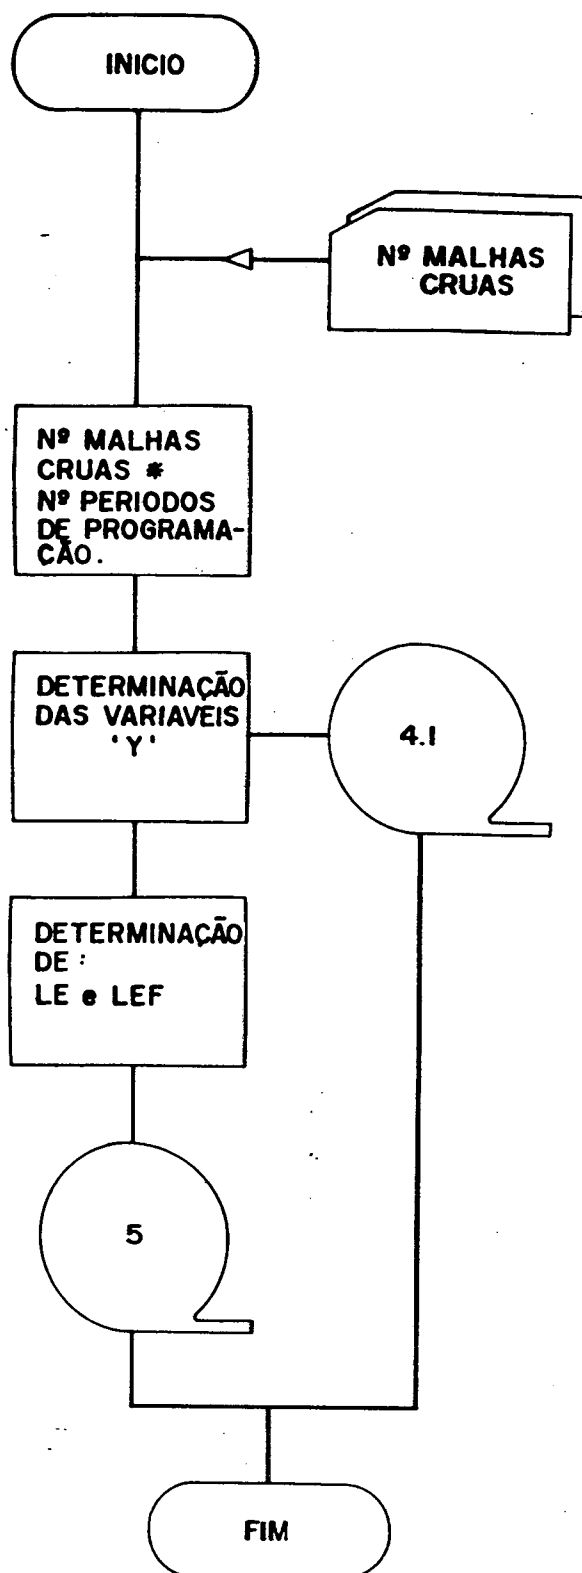 INICIO
Nº MALHAS
CRUAS
Nº MALHAS
CRUAS *
Nº PERIODOS
DE PROGRAMA-
ÇÃO.
DETERMINAÇÃO
DAS VARIAVEIS
'Y'
4.1
DETERMINAÇÃO
DE:
LE e LEF
5
FIM